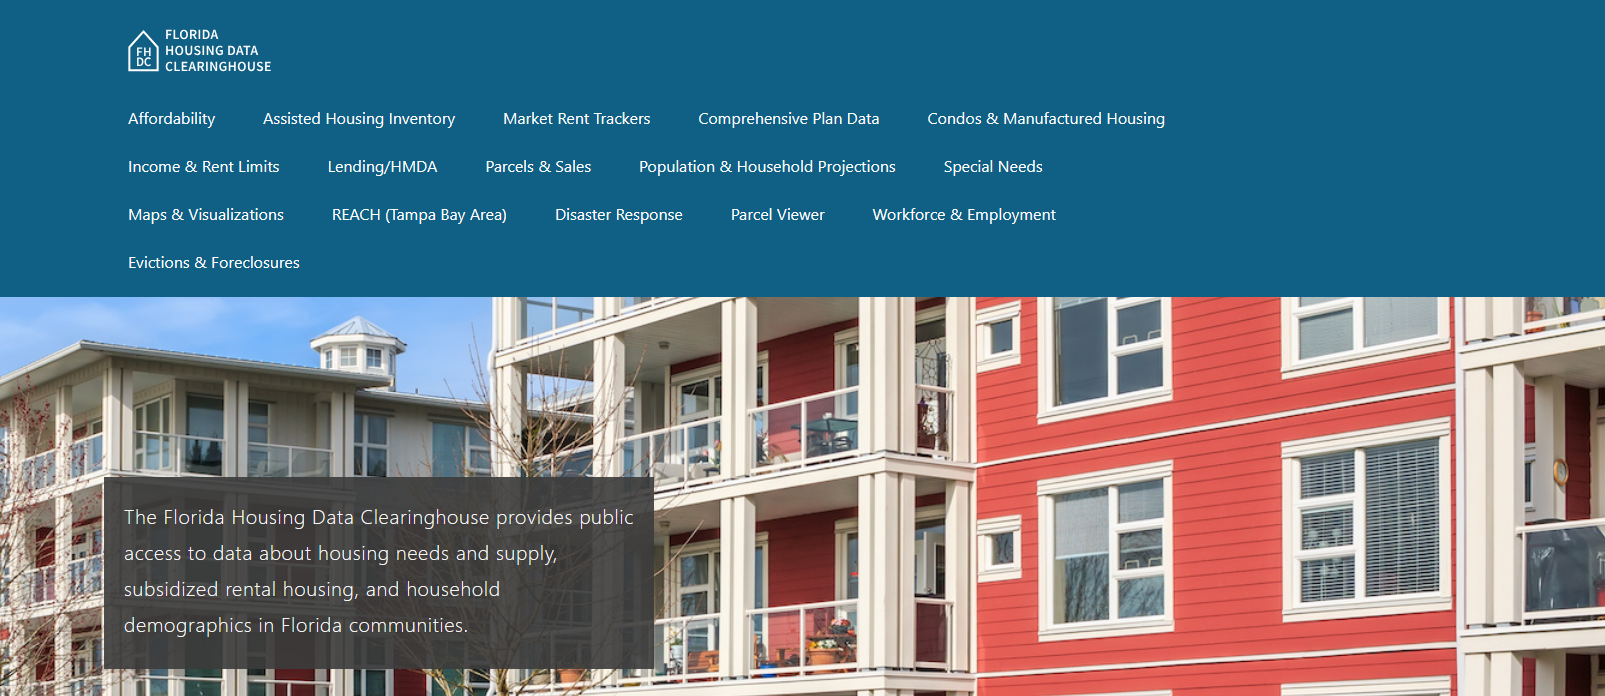 FLORIDA
HOUSING DATA
CLEARINGHOUSE
FH
DC
Affordability Assisted Housing Inventory Market Rent Trackers Comprehensive Plan Data Condos & Manufactured Housing
Income & Rent Limits Lending/HMDA Parcels & Sales Population & Household Projections Special Needs
Maps & Visualizations REACH (Tampa Bay Area) Disaster Response Parcel Viewer Workforce & Employment
Evictions & Foreclosures
The Florida Housing Data Clearinghouse provides public
access to data about housing needs and supply,
subsidized rental housing, and household
demographics in Florida communities.